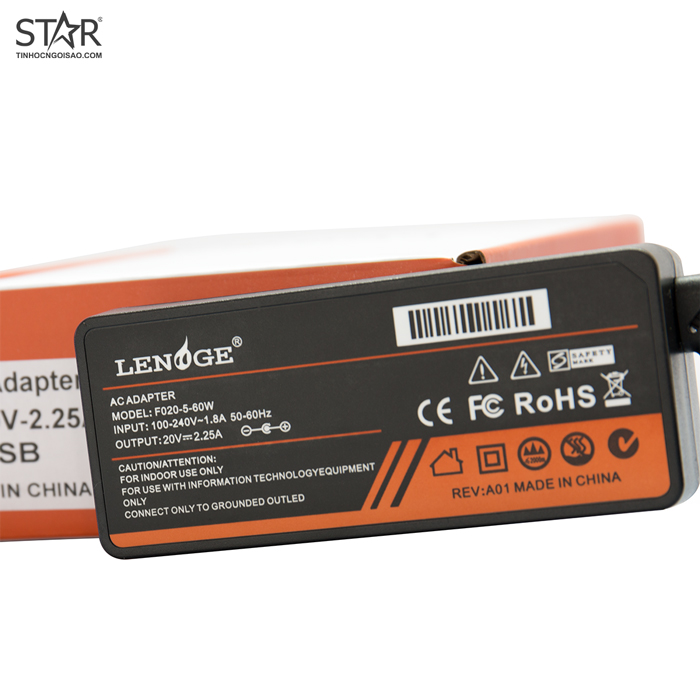 STAR®
TINHOCNGOISAO.COM
LENOGE®
AC ADAPTER
MODEL: F020-5-60W
INPUT: 100-240V~1.8A 50-60Hz
OUTPUT:20V⎓2.25A
CAUTION/ATTENTION:
FOR INDOOR USE ONLY
FOR USE WITH INFORMATION TECHNOLOGYEQUIPMENT
ONLY
CONNECT ONLY TO GROUNDED OUTLED
S SAFETY
MARK
CE FC RoHS
REV:A01 MADE IN CHINA
Adapter
V-2.25A
SB
IN CHINA